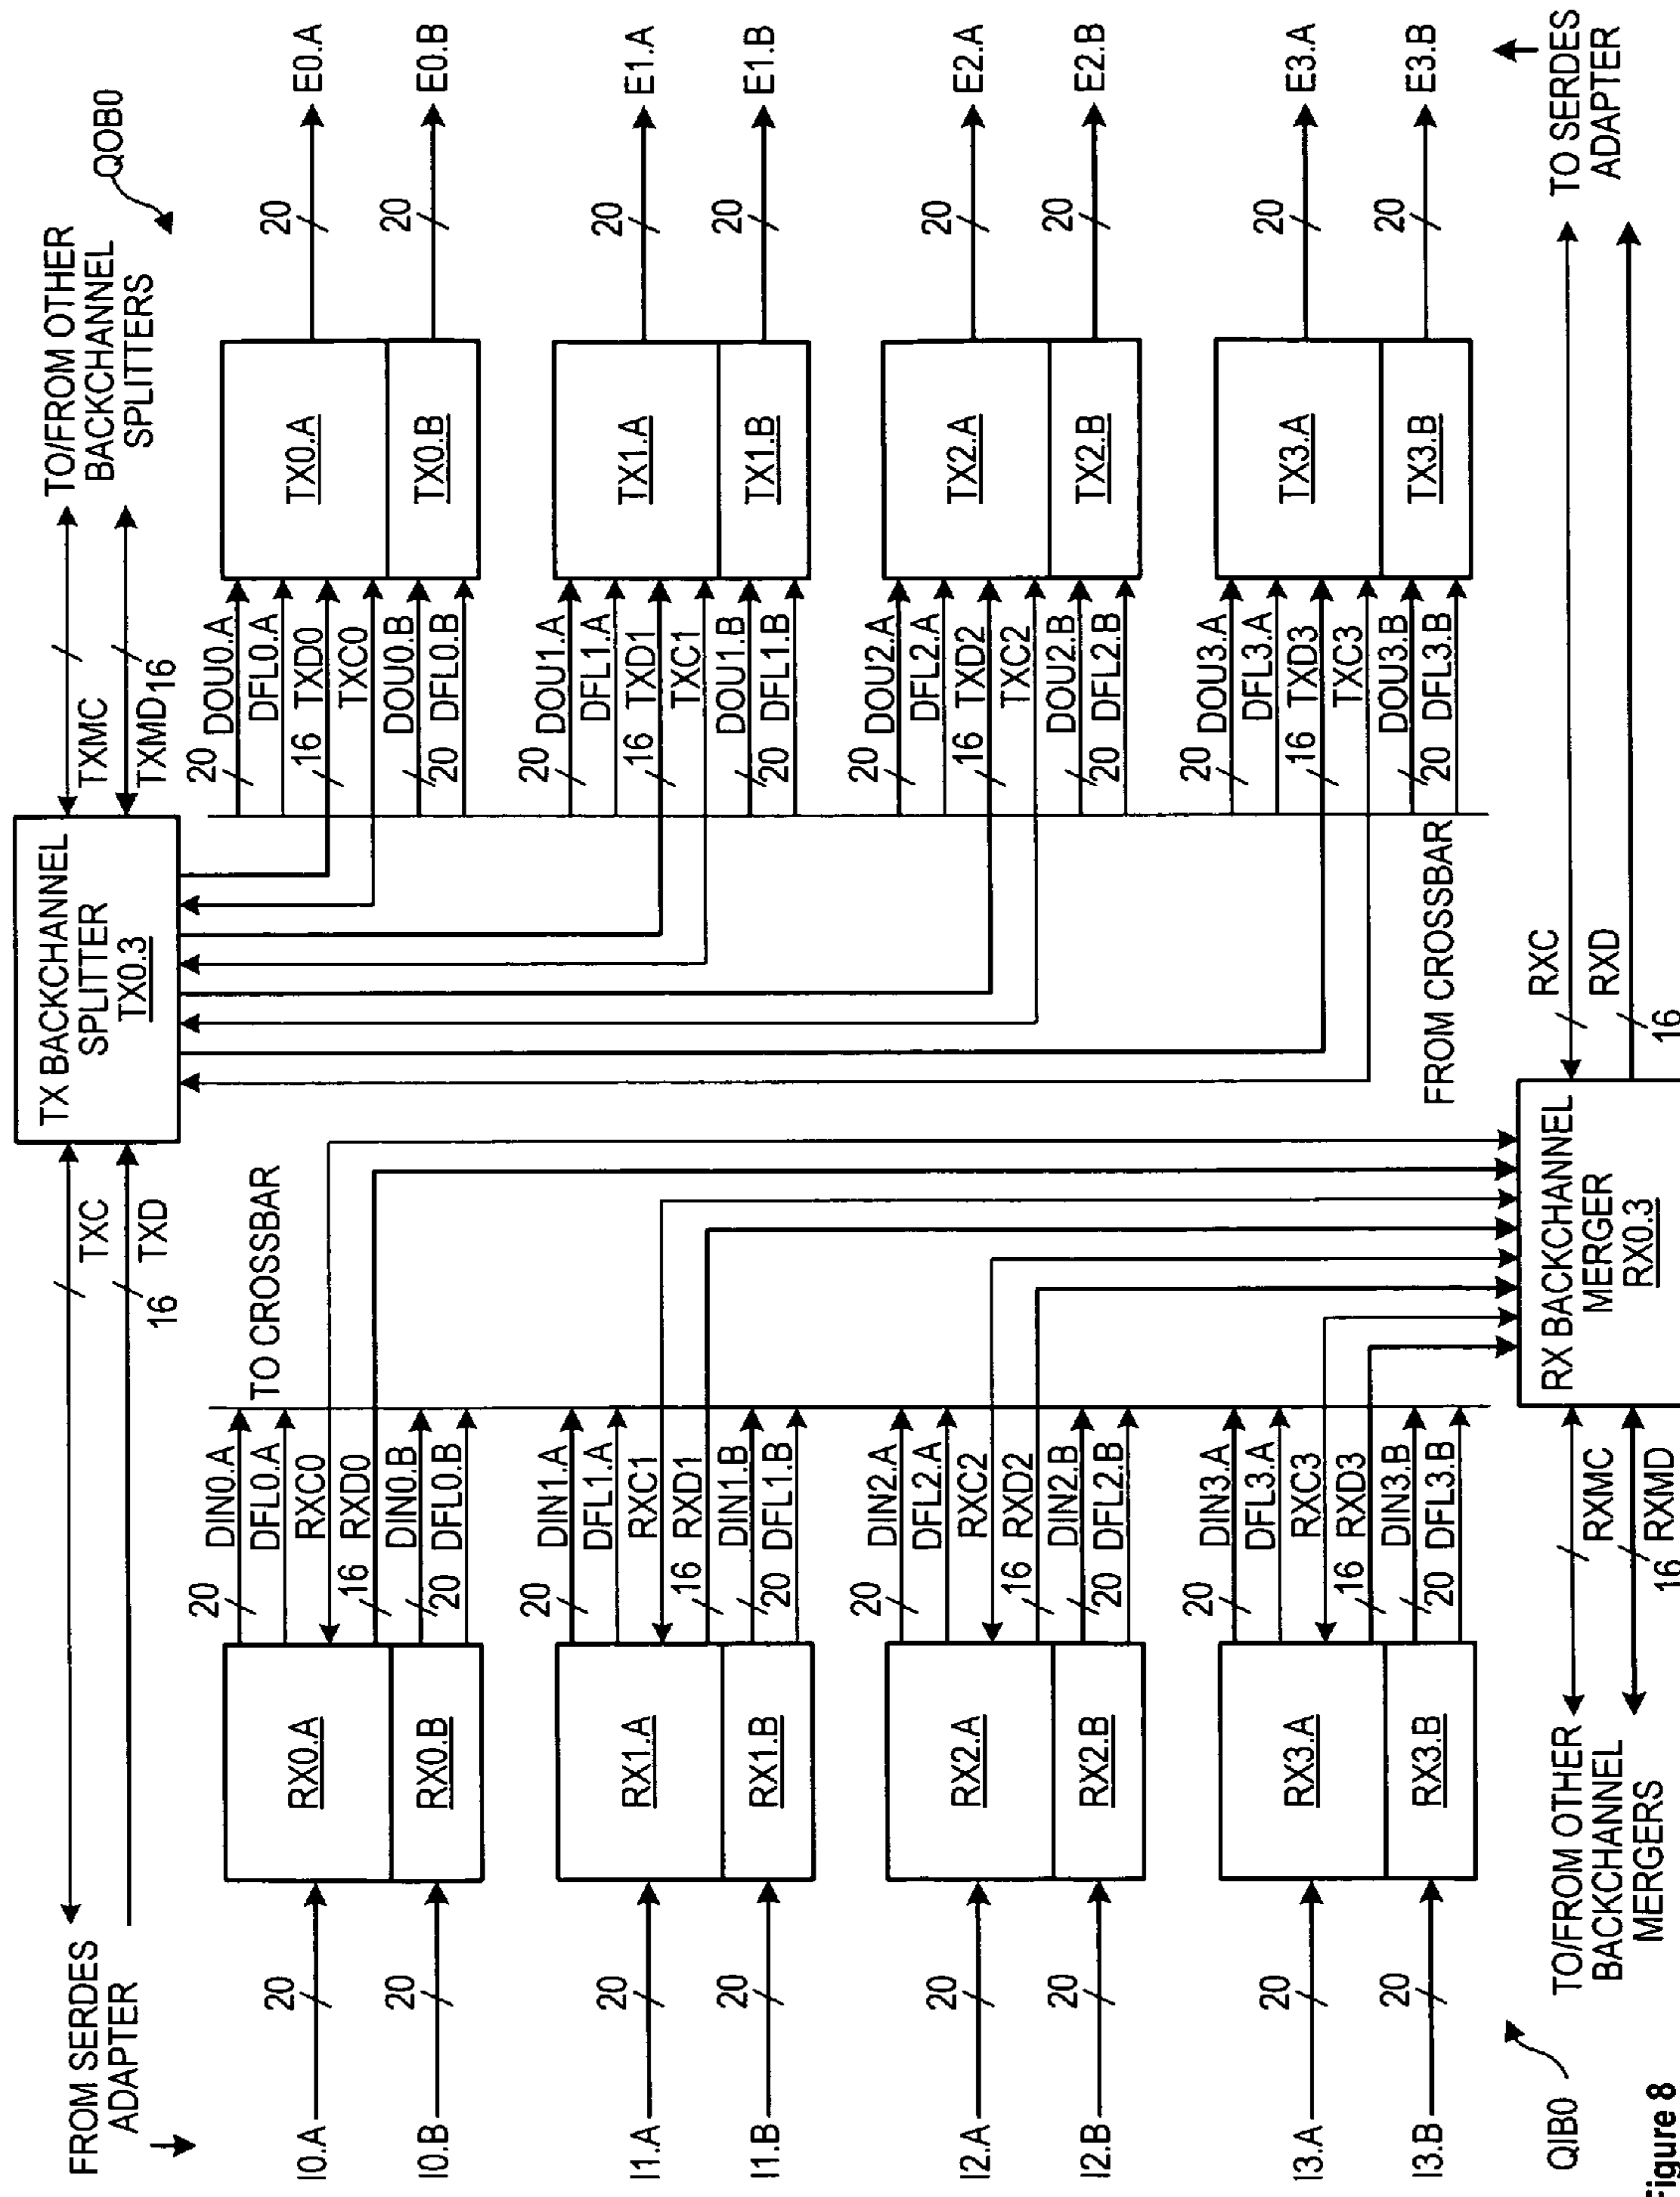 FROM SERDES
ADAPTER
TXC
TXD
16
TX BACKCHANNEL
SPLITTER
TX0.3
TXMC
TXMD
16
TO/FROM OTHER
BACKCHANNEL
SPLITTERS
QOB0
I0.A
20
I0.B
20
RX0.A
RX0.B
20
DIN0.A
DFL0.A
RXC0
16
RXD0
DIN0.B
20
DFL0.B
TO CROSSBAR
20
DOU0.A
DFL0.A
16
TXD0
TXC0
DOU0.B
20
DFL0.B
TX0.A
TX0.B
20
E0.A
20
E0.B
I1.A
20
I1.B
20
RX1.A
RX1.B
20
DIN1.A
DFL1.A
RXC1
16
RXD1
DIN1.B
20
DFL1.B
20
DOU1.A
DFL1.A
16
TXD1
TXC1
DOU1.B
20
DFL1.B
TX1.A
TX1.B
20
E1.A
20
E1.B
I2.A
20
I2.B
20
RX2.A
RX2.B
20
DIN2.A
DFL2.A
RXC2
16
RXD2
DIN2.B
20
DFL2.B
20
DOU2.A
DFL2.A
16
TXD2
TXC2
DOU2.B
20
DFL2.B
TX2.A
TX2.B
20
E2.A
20
E2.B
I3.A
20
I3.B
20
RX3.A
RX3.B
20
DIN3.A
DFL3.A
RXC3
16
RXD3
DIN3.B
20
DFL3.B
20
DOU3.A
DFL3.A
16
TXD3
TXC3
DOU3.B
20
DFL3.B
TX3.A
TX3.B
20
E3.A
20
E3.B
FROM CROSSBAR
QIB0
TO/FROM OTHER
BACKCHANNEL
MERGERS
RXMC
16
RXMD
RX BACKCHANNEL
MERGER
RX0.3
RXC
RXD
16
TO SERDES
ADAPTER
Figure 8